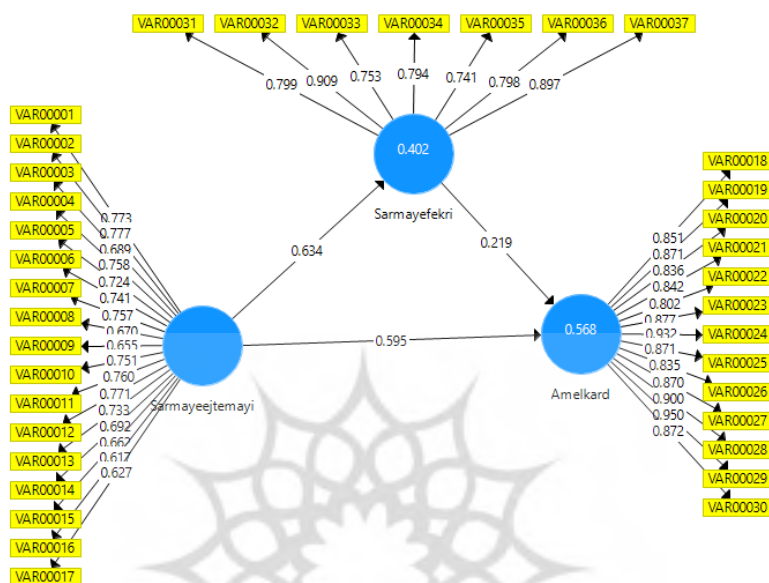 VAR00031 VAR00032 VAR00033 VAR00034 VAR00035 VAR00036 VAR00037
0.799 0.909 0.753 0.794 0.741 0.798 0.897
0.402
Sarmayefekri
0.634
0.219
0.595
VAR00001
VAR00002
VAR00003
VAR00004
VAR00005
VAR00006
VAR00007
VAR00008
VAR00009
VAR00010
VAR00011
VAR00012
VAR00013
VAR00014
VAR00015
VAR00016
VAR00017
0.773
0.777
0.689
0.758
0.724
0.741
0.757
0.670
0.655
0.751
0.760
0.771
0.733
0.692
0.662
0.617
0.627
Sarmayeejtemayi
0.568
Amelkard
0.851
0.871
0.836
0.842
0.802
0.877
0.932
0.871
0.835
0.870
0.900
0.950
0.872
VAR00018
VAR00019
VAR00020
VAR00021
VAR00022
VAR00023
VAR00024
VAR00025
VAR00026
VAR00027
VAR00028
VAR00029
VAR00030